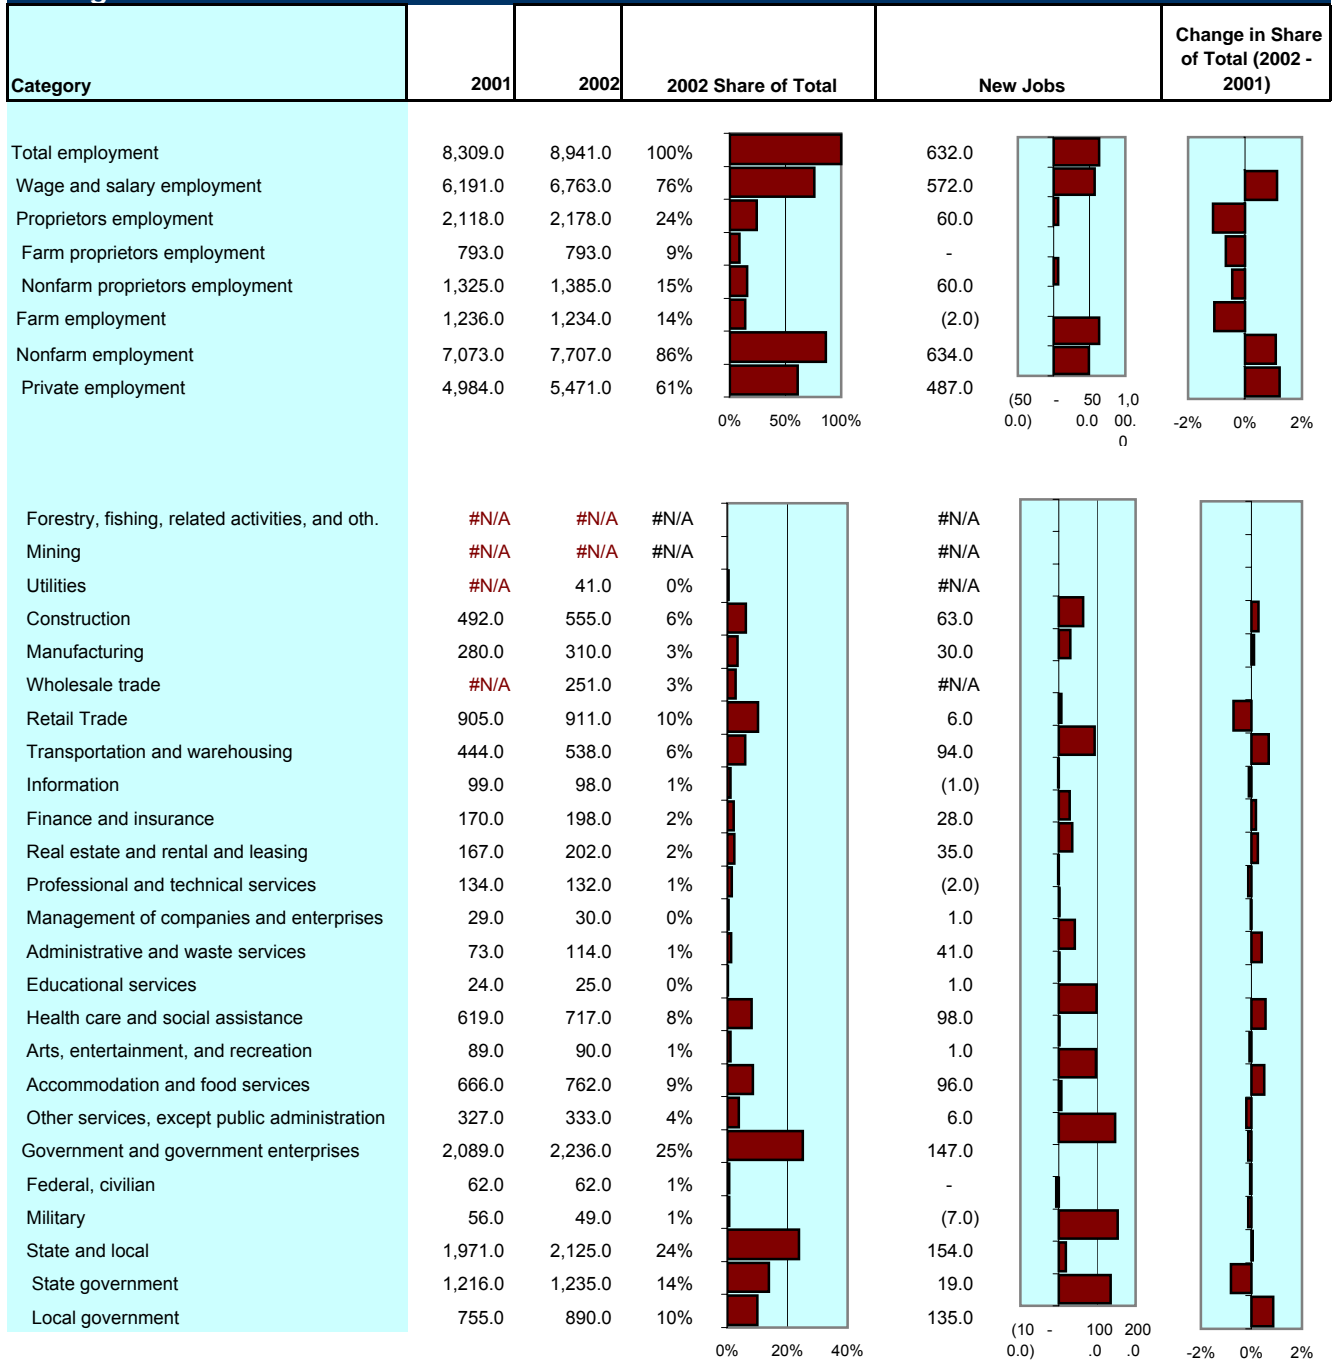 Change in Share
of Total (2002 -
Category 2001 2002 2002 Share of Total New Jobs 2001)
Total employment 8,309.0 8,941.0 100% 632.0
Wage and salary employment 6,191.0 6,763.0 76% 572.0
Proprietors employment 2,118.0 2,178.0 24% 60.0
Farm proprietors employment 793.0 793.0 9% -
Nonfarm proprietors employment 1,325.0 1,385.0 15% 60.0
Farm employment 1,236.0 1,234.0 14% (2.0)
Nonfarm employment 7,073.0 7,707.0 86% 634.0
Private employment 4,984.0 5,471.0 61% 487.0
(50 - 50 1,0
0% 50% 100% 0.0) 0.0 00. -2% 0% 2%
0
Forestry, fishing, related activities, and oth. #N/A #N/A #N/A #N/A
Mining #N/A #N/A #N/A #N/A
Utilities #N/A 41.0 0% #N/A
Construction 492.0 555.0 6% 63.0
Manufacturing 280.0 310.0 3% 30.0
Wholesale trade #N/A 251.0 3% #N/A
Retail Trade 905.0 911.0 10% 6.0
Transportation and warehousing 444.0 538.0 6% 94.0
Information 99.0 98.0 1% (1.0)
Finance and insurance 170.0 198.0 2% 28.0
Real estate and rental and leasing 167.0 202.0 2% 35.0
Professional and technical services 134.0 132.0 1% (2.0)
Management of companies and enterprises 29.0 30.0 0% 1.0
Administrative and waste services 73.0 114.0 1% 41.0
Educational services 24.0 25.0 0% 1.0
Health care and social assistance 619.0 717.0 8% 98.0
Arts, entertainment, and recreation 89.0 90.0 1% 1.0
Accommodation and food services 666.0 762.0 9% 96.0
Other services, except public administration 327.0 333.0 4% 6.0
Government and government enterprises 2,089.0 2,236.0 25% 147.0
Federal, civilian 62.0 62.0 1% -
Military 56.0 49.0 1% (7.0)
State and local 1,971.0 2,125.0 24% 154.0
State government 1,216.0 1,235.0 14% 19.0
Local government 755.0 890.0 10% 135.0
(10 - 100 200
0% 20% 40% 0.0) .0 .0 -2% 0% 2%